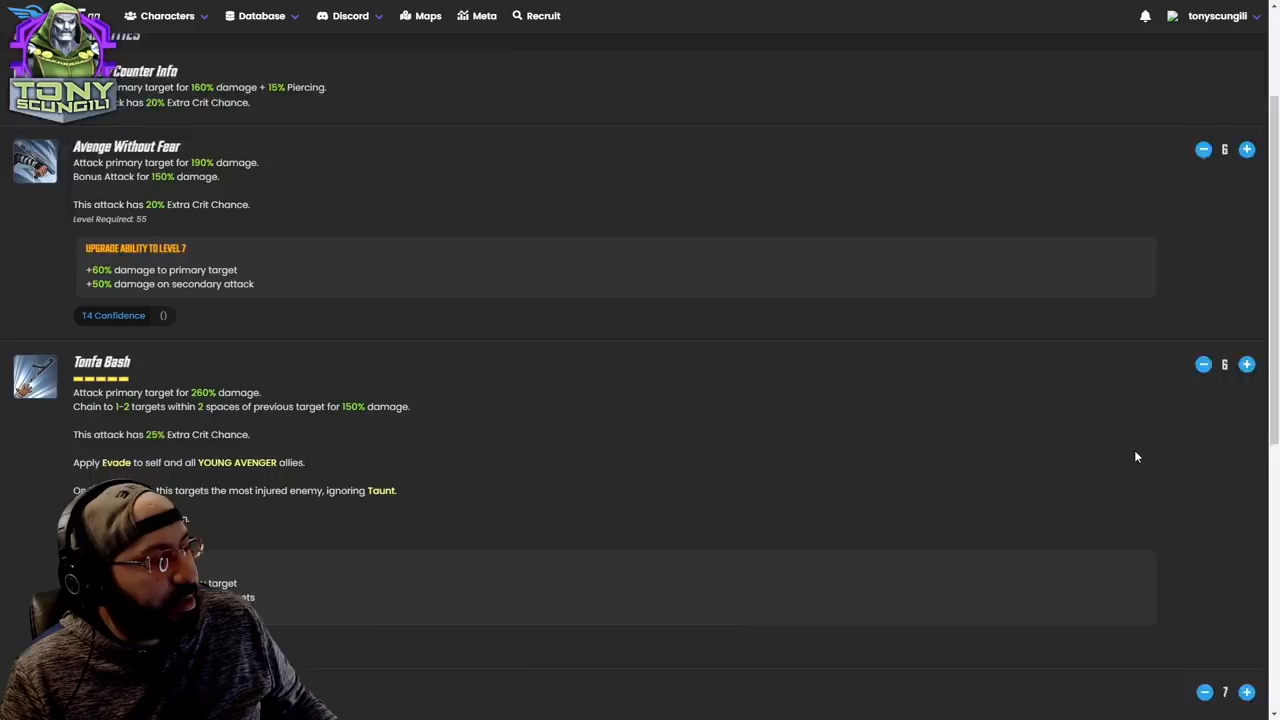 Characters
Database
Discord
Maps
Meta
Recruit
tonyscungili
TONY
SCUNGILI
Counter Info
primary target for 160% damage + 15% Piercing.
has 20% Extra Crit Chance.
Avenge Without Fear
6
Attack primary target for 190% damage.
Bonus Attack for 150% damage.
This attack has 20% Extra Crit Chance.
Level Required: 55
UPGRADE ABILITY TO LEVEL 7
+60% damage to primary target
+50% damage on secondary attack
T4 Confidence ()
Tonfa Bash
6
Attack primary target for 260% damage.
Chain to 1-2 targets within 2 spaces of previous target for 150% damage.
This attack has 25% Extra Crit Chance.
Apply Evade to self and all YOUNG AVENGER allies.
this targets the most injured enemy, ignoring Taunt.
target
7